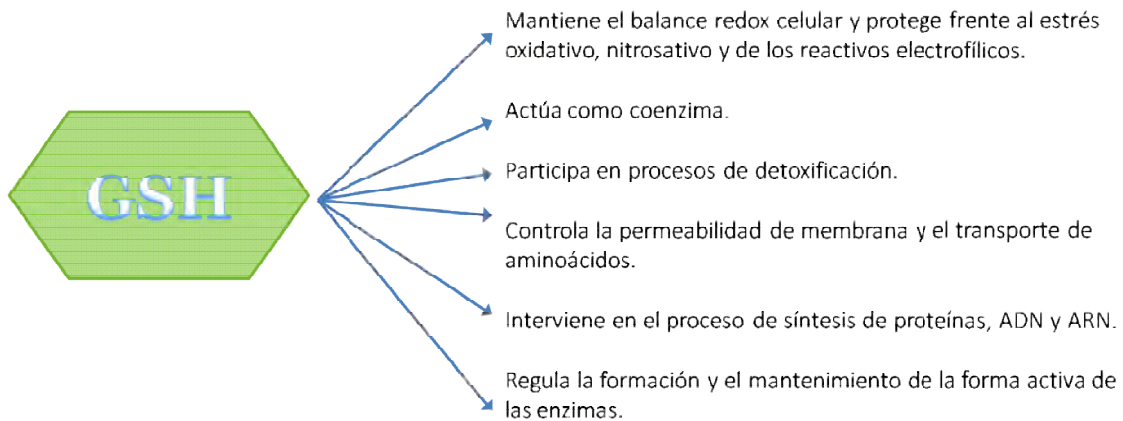 GSH
Mantiene el balance redox celular y protege frente al estrés
oxidativo, nitrosativo y de los reactivos electrofílicos.
Actúa como coenzima.
Participa en procesos de detoxificación.
Controla la permeabilidad de membrana y el transporte de
aminoácidos.
Interviene en el proceso de síntesis de proteínas, ADN y ARN.
Regula la formación y el mantenimiento de la forma activa de
las enzimas.